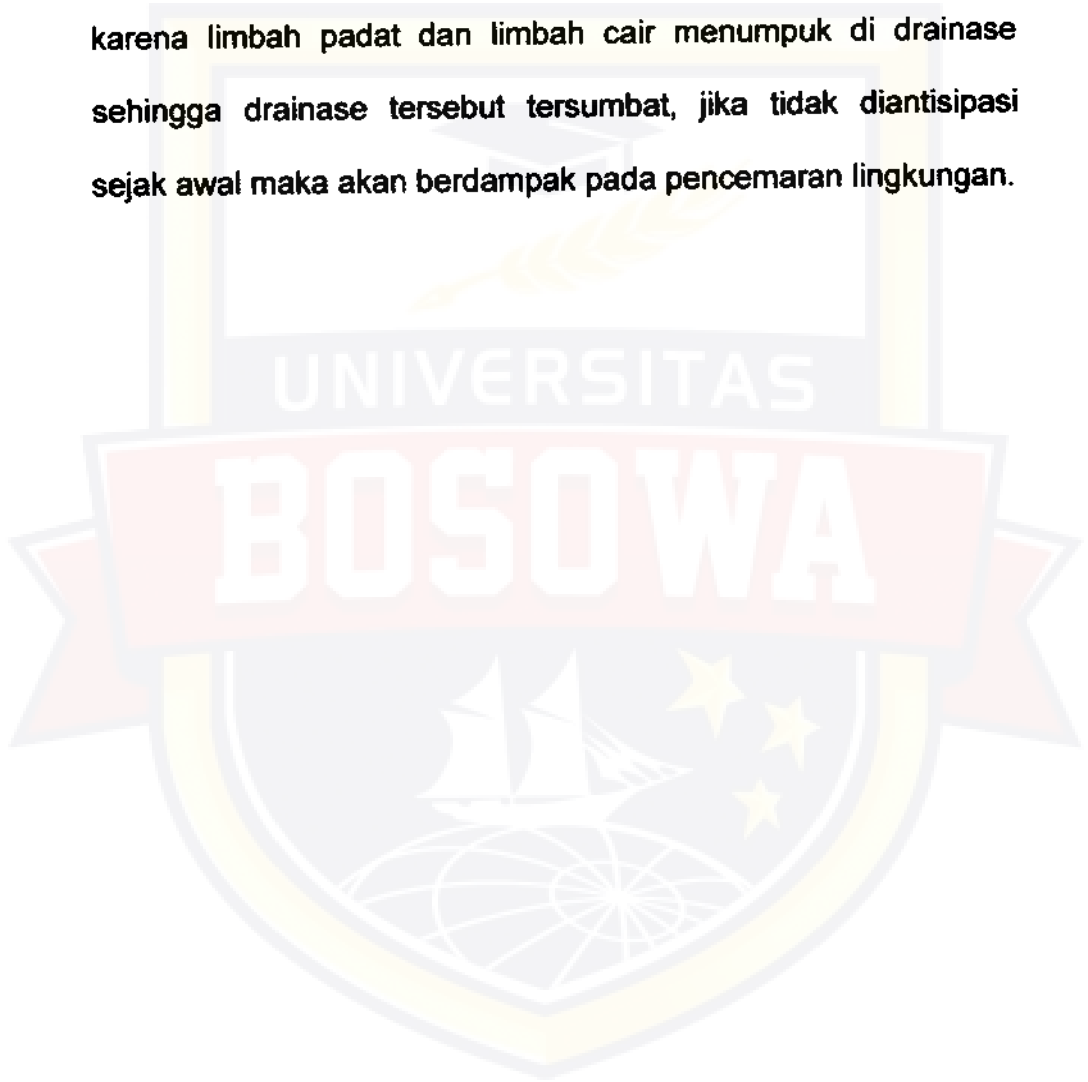 karena limbah padat dan limbah cair menumpuk di drainase
sehingga drainase tersebut tersumbat, jika tidak diantisipasi
sejak awal maka akan berdampak pada pencemaran lingkungan.
UNIVERSITAS
BOSOWA